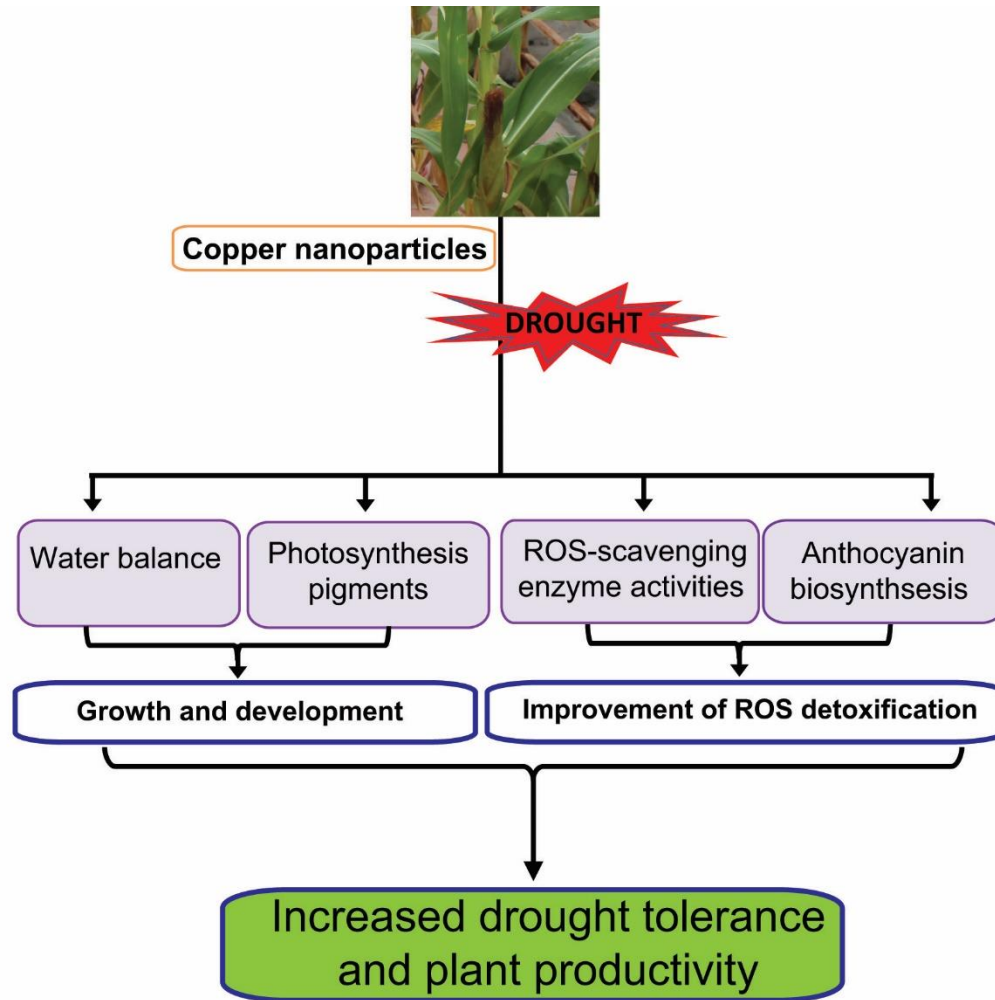 Copper nanoparticles
DROUGHT
Water balance
Photosynthesis
pigments
ROS-scavenging
enzyme activities
Anthocyanin
biosynthsesis
Growth and development
Improvement of ROS detoxification
Increased drought tolerance
and plant productivity